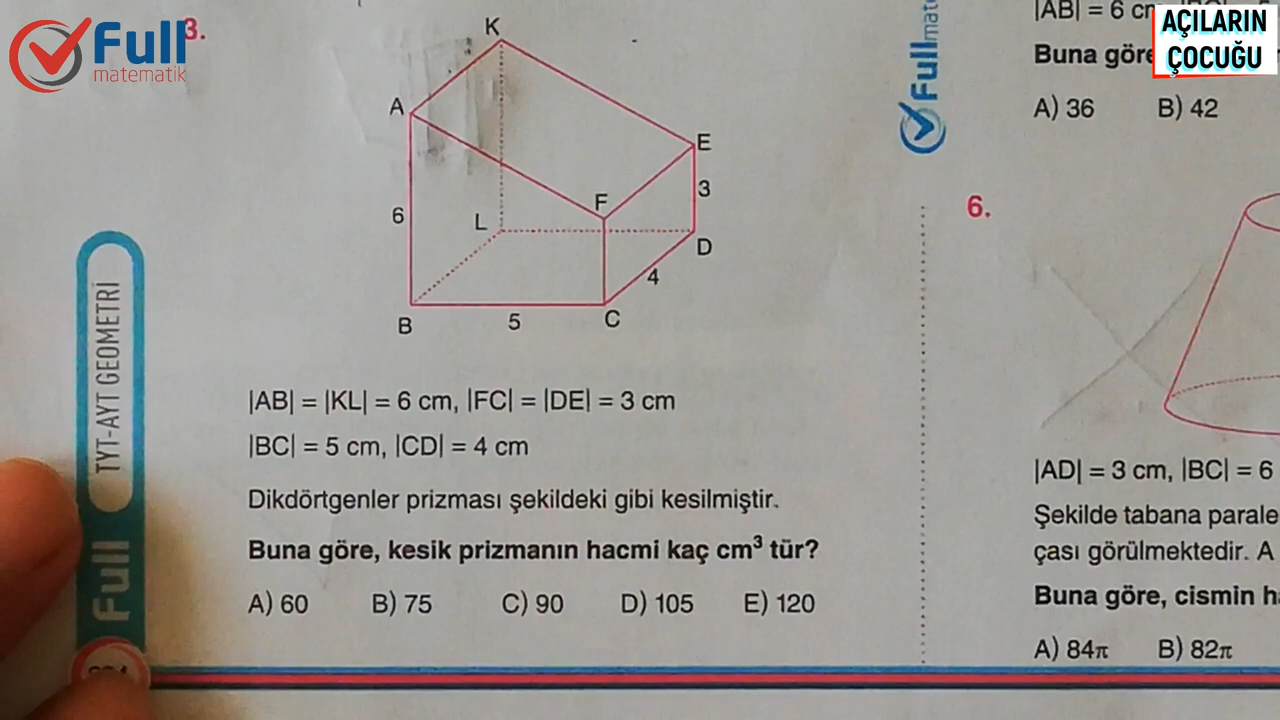 Full
matematik
3.
K
A
E
3
F
6
L
D
4
B
5
C
|AB| = |KL| = 6 cm, |FC| = |DE| = 3 cm
|BC| = 5 cm, |CD| = 4 cm
Dikdörtgenler prizması şekildeki gibi kesilmiştir.
Buna göre, kesik prizmanın hacmi kaç cm³ tür?
A) 60 B) 75 C) 90 D) 105 E) 120
TYT-AYT GEOMETRİ
Full
Full mate
|AB| = 6 cm
Buna göre
A) 36 B) 42
AÇILARIN
ÇOCUĞU
6.
|AD| = 3 cm, |BC| = 6
Şekilde tabana parale
çası görülmektedir. A
Buna göre, cismin h
A) 84π B) 82π